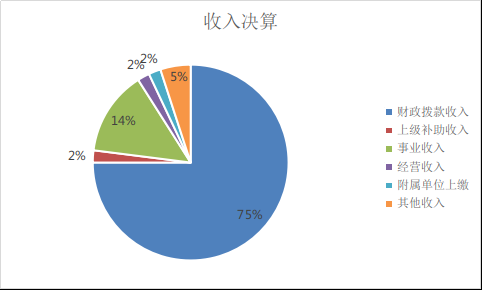 收入决算
2%
2%
5%
14%
2%
75%
财政拨款收入
上级补助收入
事业收入
经营收入
附属单位上缴
其他收入